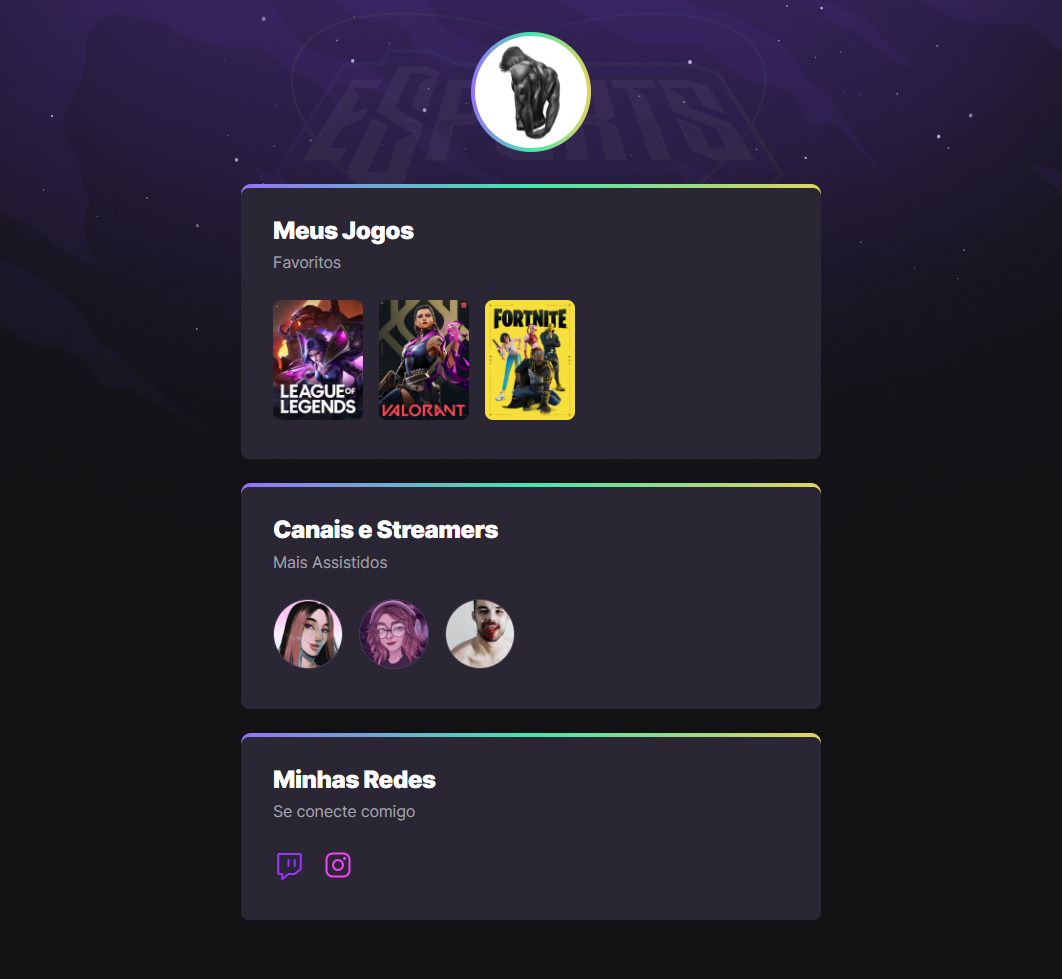 ESPORTS
Meus Jogos
Favoritos
LEAGUE OF
LEGENDS
VALORANT
FORTNITE
Canais e Streamers
Mais Assistidos
Minhas Redes
Se conecte comigo